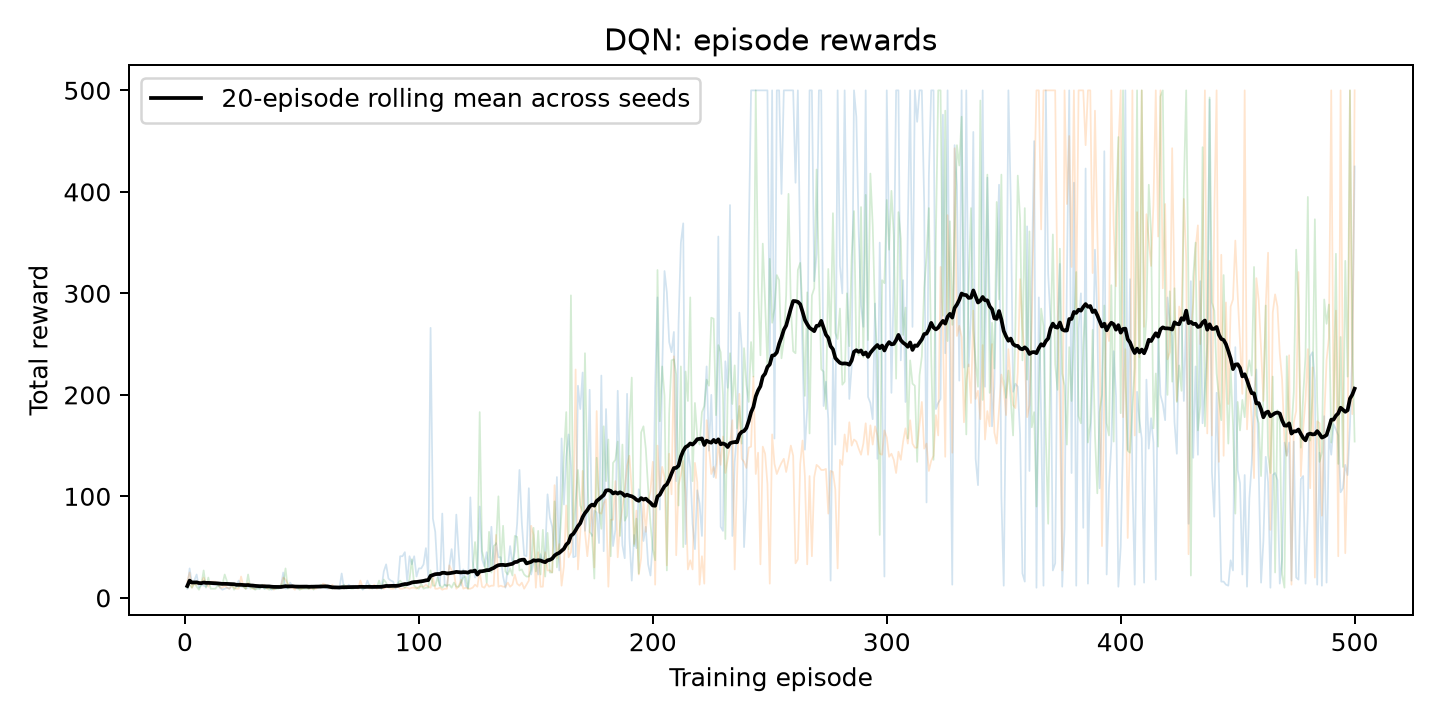 DQN: episode rewards
20-episode rolling mean across seeds
Total reward
500
400
300
200
100
0
0 100 200 300 400 500
Training episode